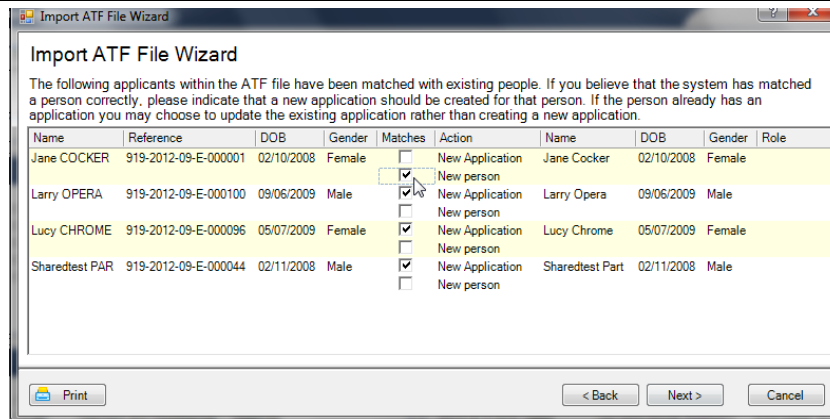 Import ATF File Wizard
Import ATF File Wizard
The following applicants within the ATF file have been matched with existing people. If you believe that the system has matched
a person correctly, please indicate that a new application should be created for that person. If the person already has an
application you may choose to update the existing application rather than creating a new application.
Name Reference DOB Gender Matches Action Name DOB Gender Role
Jane COCKER 919-2012-09-E-000001 02/10/2008 Female New Application Jane Cocker 02/10/2008 Female
New person
Larry OPERA 919-2012-09-E-000100 09/06/2009 Male New Application Larry Opera 09/06/2009 Male
New person
Lucy CHROME 919-2012-09-E-000096 05/07/2009 Female New Application Lucy Chrome 05/07/2009 Female
New person
Sharedtest PAR 919-2012-09-E-000044 02/11/2008 Male New Application Sharedtest Part 02/11/2008 Male
New person
Print < Back Next > Cancel